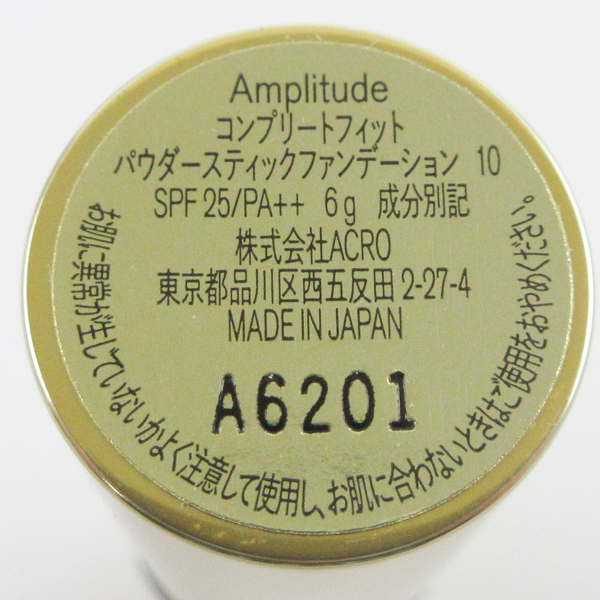 Amplitude
コンプリートフィット
パウダースティックファンデーション 10
SPF 25/PA++ 6g 成分別記
株式会社ACRO
東京都品川区西五反田 2-27-4
MADE IN JAPAN
A6201
お肌に異常が生じていないかよく注意して使用し、お肌に合わないときはご使用をおやめください。